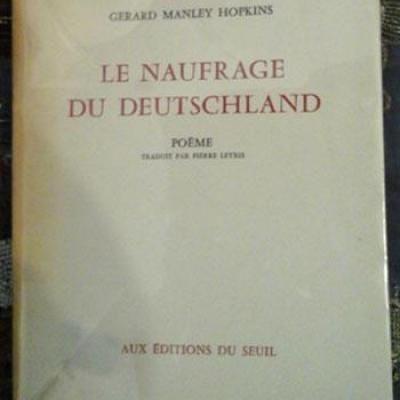 GERARD MANLEY HOPKINS
LE NAUFRAGE
DU DEUTSCHLAND
POÈME
TRADUIT PAR PIERRE LEYRIS
AUX ÉDITIONS DU SEUIL